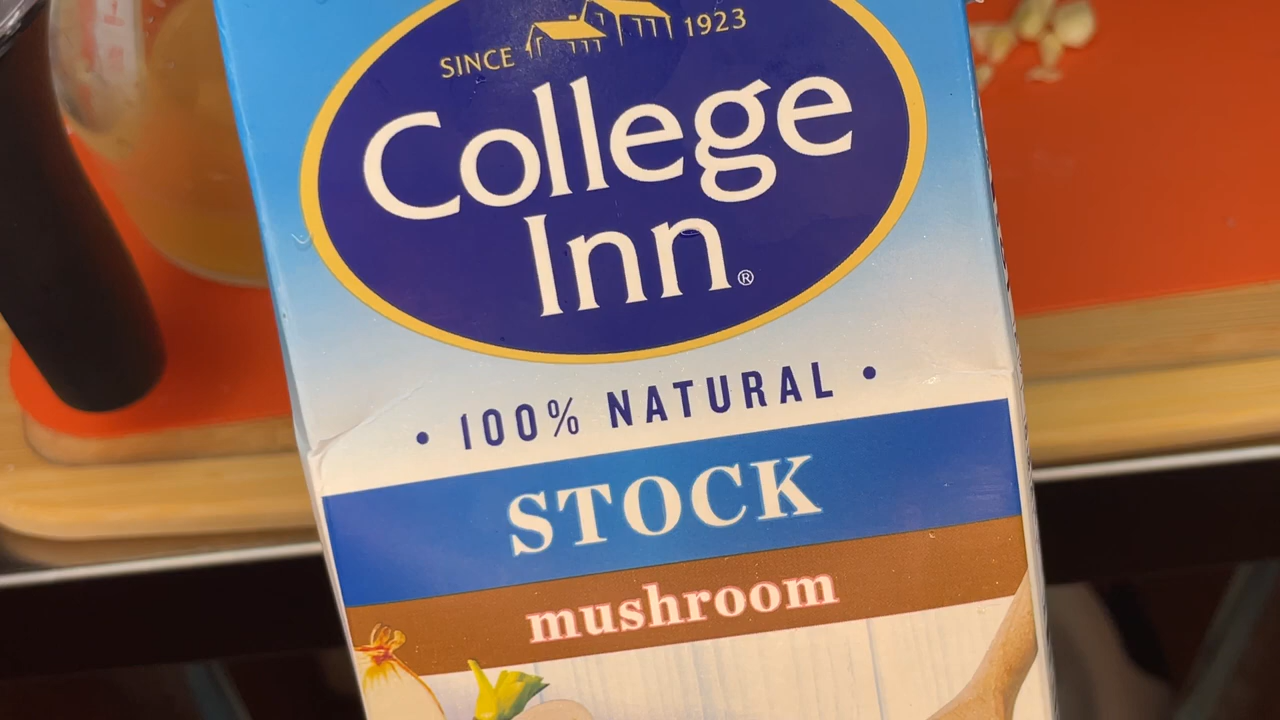 SINCE 1923
College
Inn®
• 100% NATURAL •
STOCK
mushroom